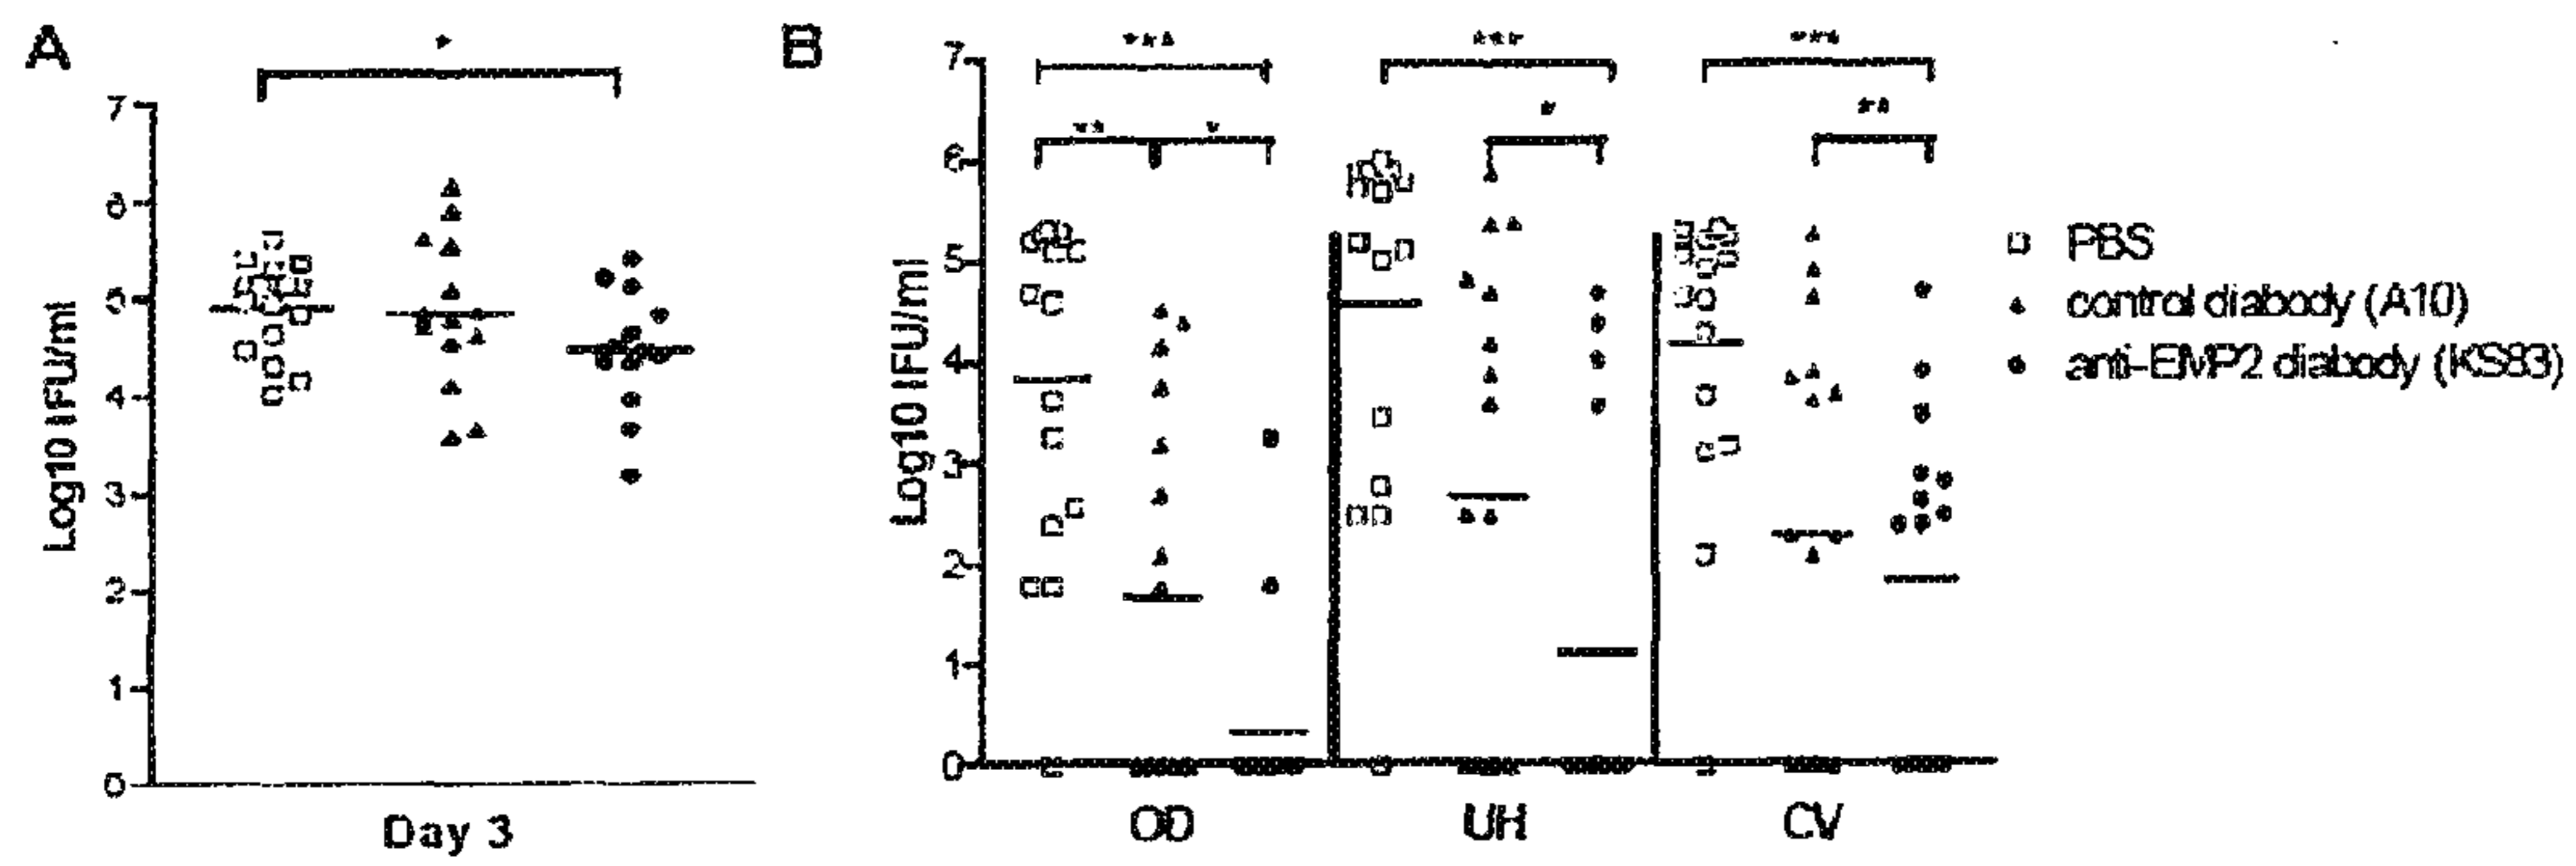 A
*
7
6
5
4
3
2
1
0
Log10 IFU/ml
Day 3
B
*** *** ***
* **
** *
7
6
5
4
3
2
1
0
Log10 IFU/ml
OD UH CV
PBS
control diabody (A10)
anti-EMP2 diabody (KS83)